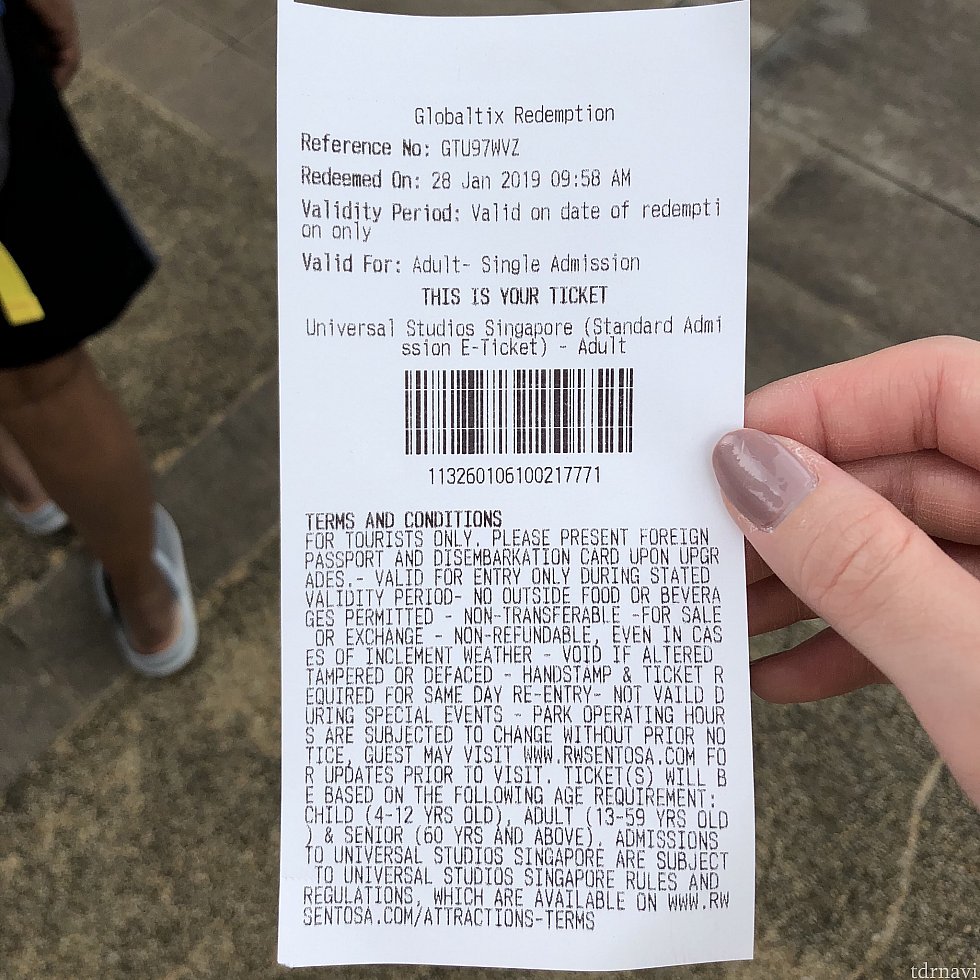 Globaltix Redemption
Reference No: GTU97WVZ
Redeemed On: 28 Jan 2019 09:58 AM
Validity Period: Valid on date of redempti
on only
Valid For: Adult- Single Admission
THIS IS YOUR TICKET
Universal Studios Singapore (Standard Admi
ssion E-Ticket) - Adult
113260106100217771
TERMS AND CONDITIONS
FOR TOURISTS ONLY. PLEASE PRESENT FOREIGN
PASSPORT AND DISEMBARKATION CARD UPON UPGR
ADES.- VALID FOR ENTRY ONLY DURING STATED
VALIDITY PERIOD- NO OUTSIDE FOOD OR BEVERA
GES PERMITTED - NON-TRANSFERABLE -FOR SALE
OR EXCHANGE - NON-REFUNDABLE, EVEN IN CAS
ES OF INCLEMENT WEATHER - VOID IF ALTERED
TAMPERED OR DEFACED - HANDSTAMP & TICKET R
EQUIRED FOR SAME DAY RE-ENTRY- NOT VAILD D
URING SPECIAL EVENTS - PARK OPERATING HOUR
S ARE SUBJECTED TO CHANGE WITHOUT PRIOR NO
TICE, GUEST MAY VISIT WWW.RWSENTOSA.COM FO
R UPDATES PRIOR TO VISIT. TICKET(S) WILL B
E BASED ON THE FOLLOWING AGE REQUIREMENT:
CHILD (4-12 YRS OLD), ADULT (13-59 YRS OLD
) & SENIOR (60 YRS AND ABOVE). ADMISSIONS
TO UNIVERSAL STUDIOS SINGAPORE ARE SUBJECT
TO UNIVERSAL STUDIOS SINGAPORE RULES AND
REGULATIONS, WHICH ARE AVAILABLE ON WWW.RW
SENTOSA.COM/ATTRACTIONS-TERMS
tdrnavi